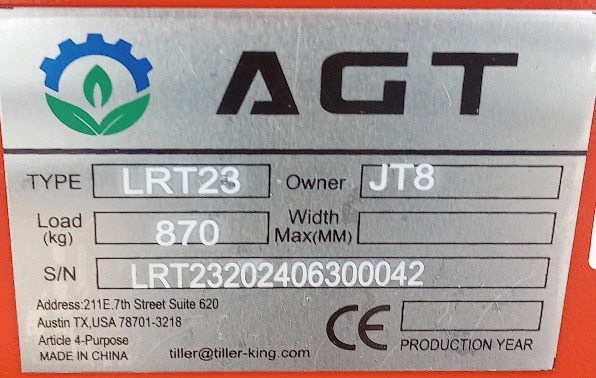 AGT
TYPE LRT23 Owner JT8
Load (kg) 870 Width Max(MM)
S/N LRT23202406300042
Address:211E,7th Street Suite 620
Austin TX,USA 78701-3218
Article 4-Purpose
MADE IN CHINA
tiller@tiller-king.com
CE
PRODUCTION YEAR